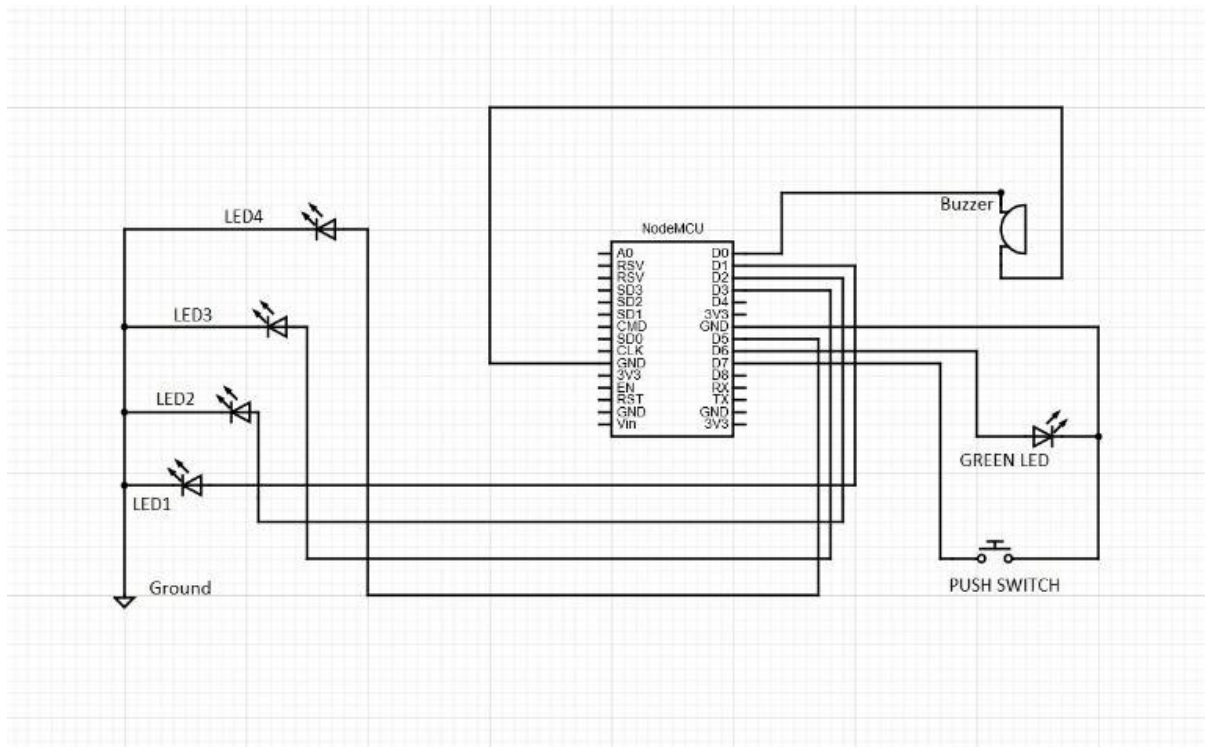 LED4
Buzzer
NodeMCU
A0 D0
RSV D1
RSV D2
SD3 D3
SD2 D4
SD1 3V3
CMD GND
SD0 D5
CLK D6
GND D7
3V3 D8
EN RX
RST TX
GND GND
Vin 3V3
LED3
LED2
GREEN LED
LED1
Ground
PUSH SWITCH